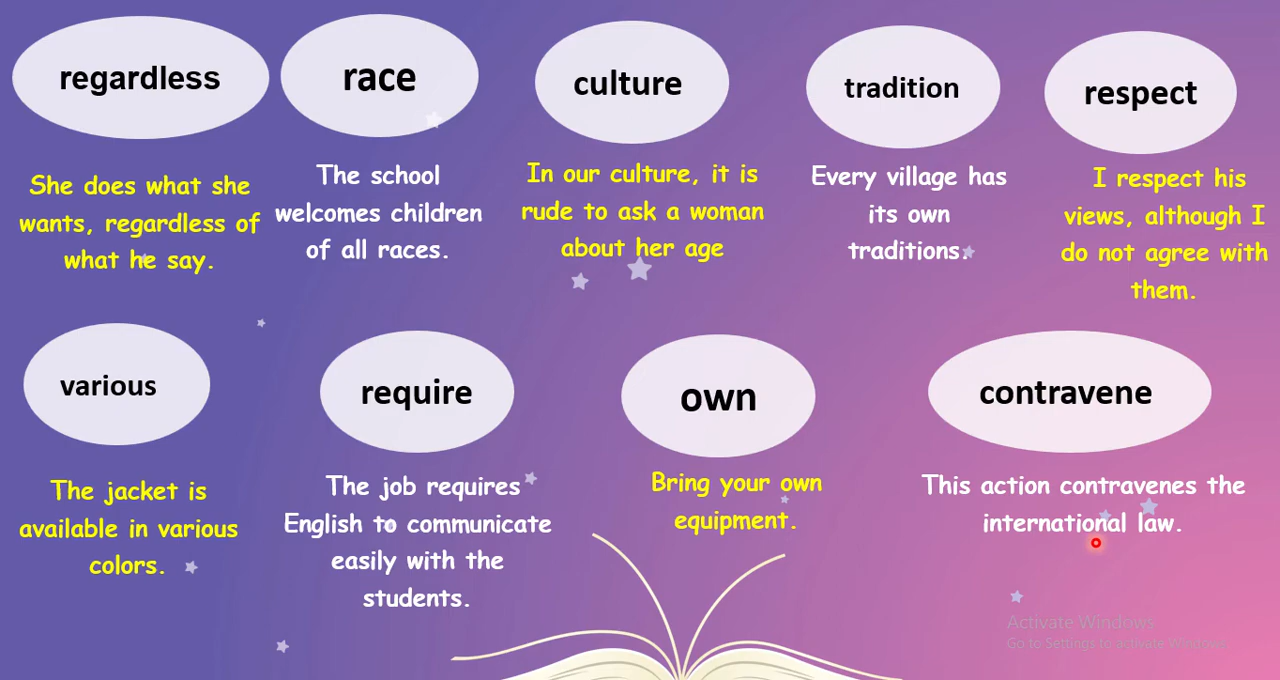 regardless
She does what she
wants, regardless of
what he say.
race
The school
welcomes children
of all races.
culture
In our culture, it is
rude to ask a woman
about her age
tradition
Every village has
its own
traditions.
respect
I respect his
views, although I
do not agree with
them.
various
The jacket is
available in various
colors.
require
The job requires
English to communicate
easily with the
students.
own
Bring your own
equipment.
contravene
This action contravenes the
international law.
Activate Windows
Go to Settings to activate Windows.